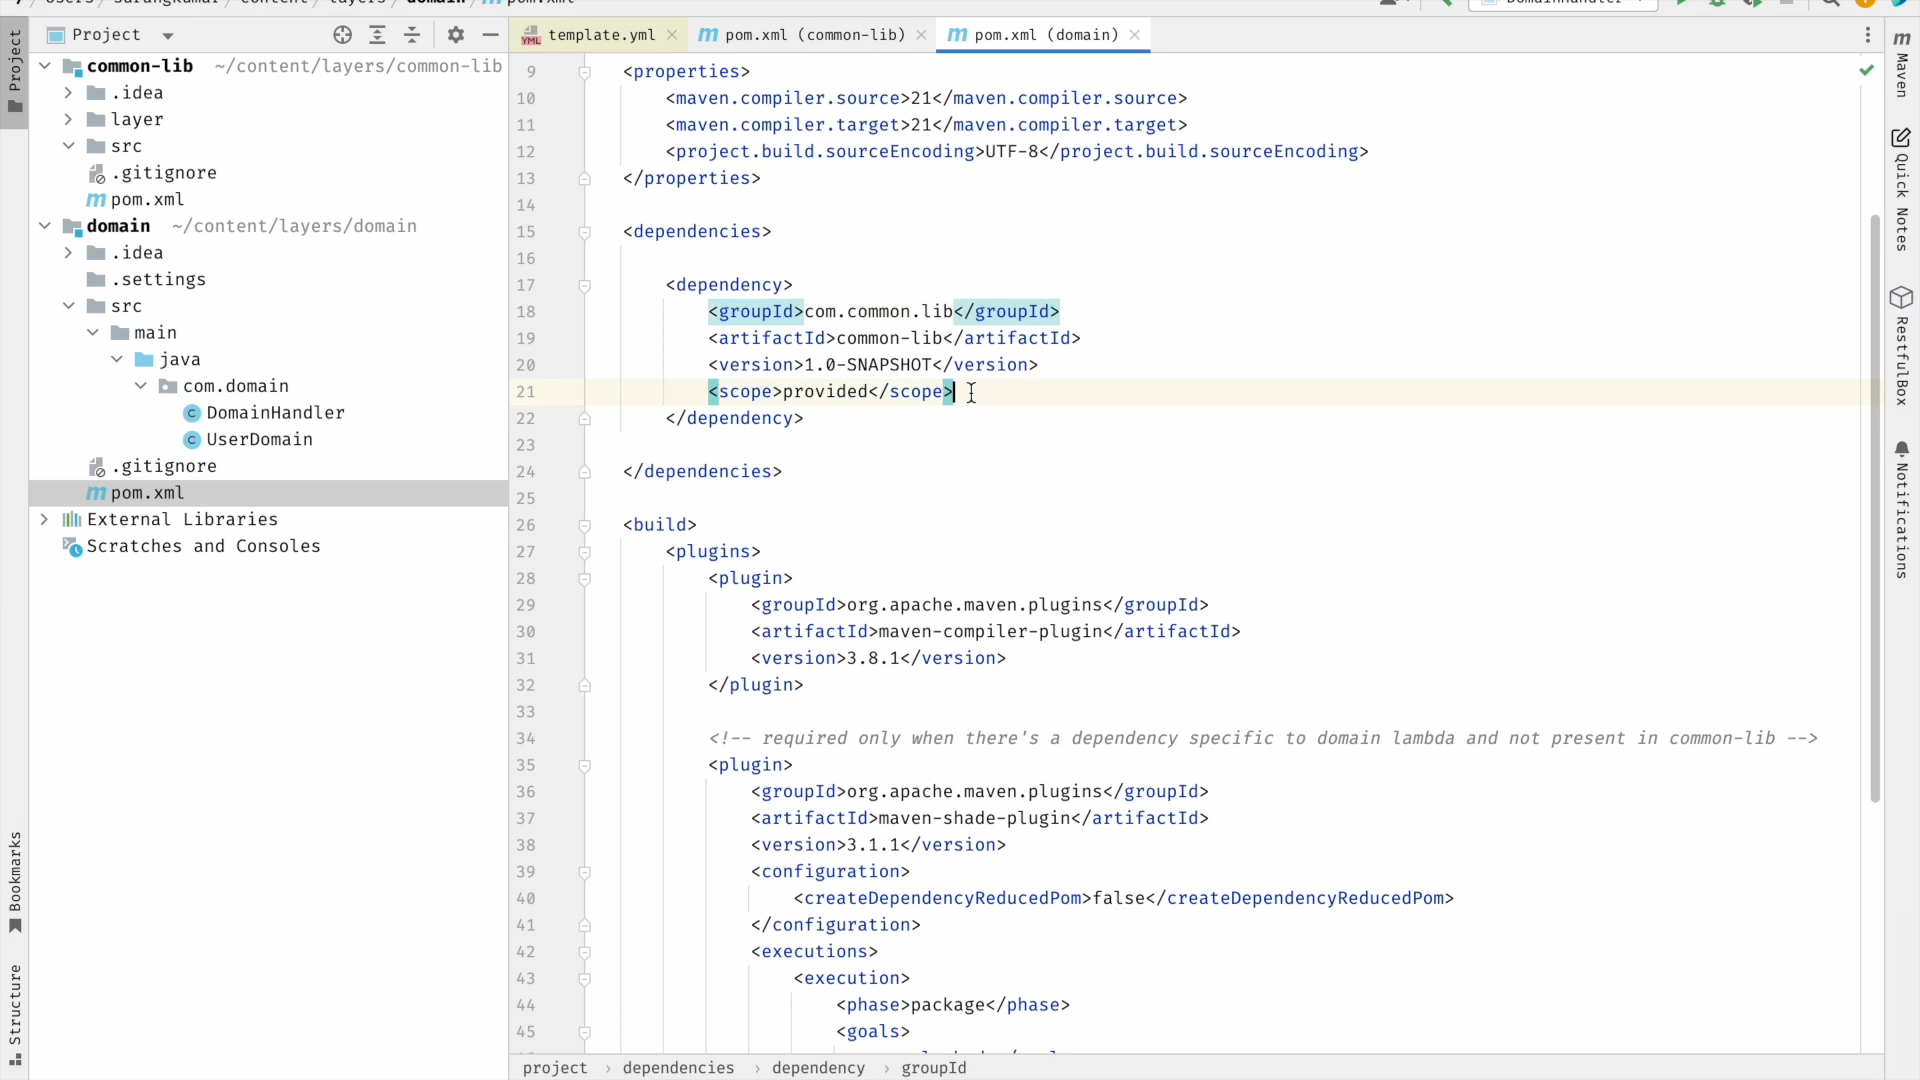 Project
template.yml
pom.xml (common-lib)
pom.xml (domain)
common-lib ~/content/layers/common-lib
.idea
layer
src
.gitignore
pom.xml
domain ~/content/layers/domain
.idea
.settings
src
main
java
com.domain
DomainHandler
UserDomain
.gitignore
pom.xml
External Libraries
Scratches and Consoles
9 <properties>
10 <maven.compiler.source>21</maven.compiler.source>
11 <maven.compiler.target>21</maven.compiler.target>
12 <project.build.sourceEncoding>UTF-8</project.build.sourceEncoding>
13 </properties>
14
15 <dependencies>
16
17 <dependency>
18 <groupId>com.common.lib</groupId>
19 <artifactId>common-lib</artifactId>
20 <version>1.0-SNAPSHOT</version>
21 <scope>provided</scope>
22 </dependency>
23
24 </dependencies>
25
26 <build>
27 <plugins>
28 <plugin>
29 <groupId>org.apache.maven.plugins</groupId>
30 <artifactId>maven-compiler-plugin</artifactId>
31 <version>3.8.1</version>
32 </plugin>
33
34 <!-- required only when there's a dependency specific to domain lambda and not present in common-lib -->
35 <plugin>
36 <groupId>org.apache.maven.plugins</groupId>
37 <artifactId>maven-shade-plugin</artifactId>
38 <version>3.1.1</version>
39 <configuration>
40 <createDependencyReducedPom>false</createDependencyReducedPom>
41 </configuration>
42 <executions>
43 <execution>
44 <phase>package</phase>
45 <goals>
project › dependencies › dependency › groupId
Project
Bookmarks
Structure
m
Maven
Quick Notes
RestfulBox
Notifications